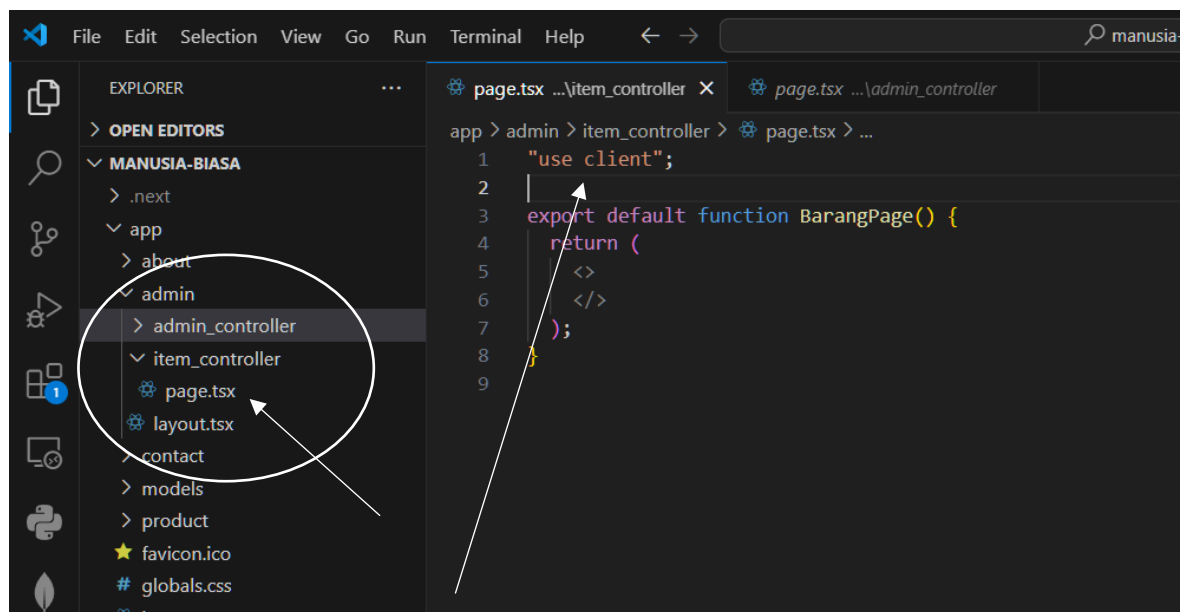 File Edit Selection View Go Run Terminal Help manusia-
EXPLORER ...
OPEN EDITORS
MANUSIA-BIASA
.next
app
about
admin
admin_controller
item_controller
page.tsx
layout.tsx
contact
models
product
favicon.ico
# globals.css
1
page.tsx ...\item_controller
page.tsx ...\admin_controller
app > admin > item_controller > page.tsx > ...
1 "use client";
2
3 export default function BarangPage() {
4 return (
5 <>
6 </>
7 );
8 }
9